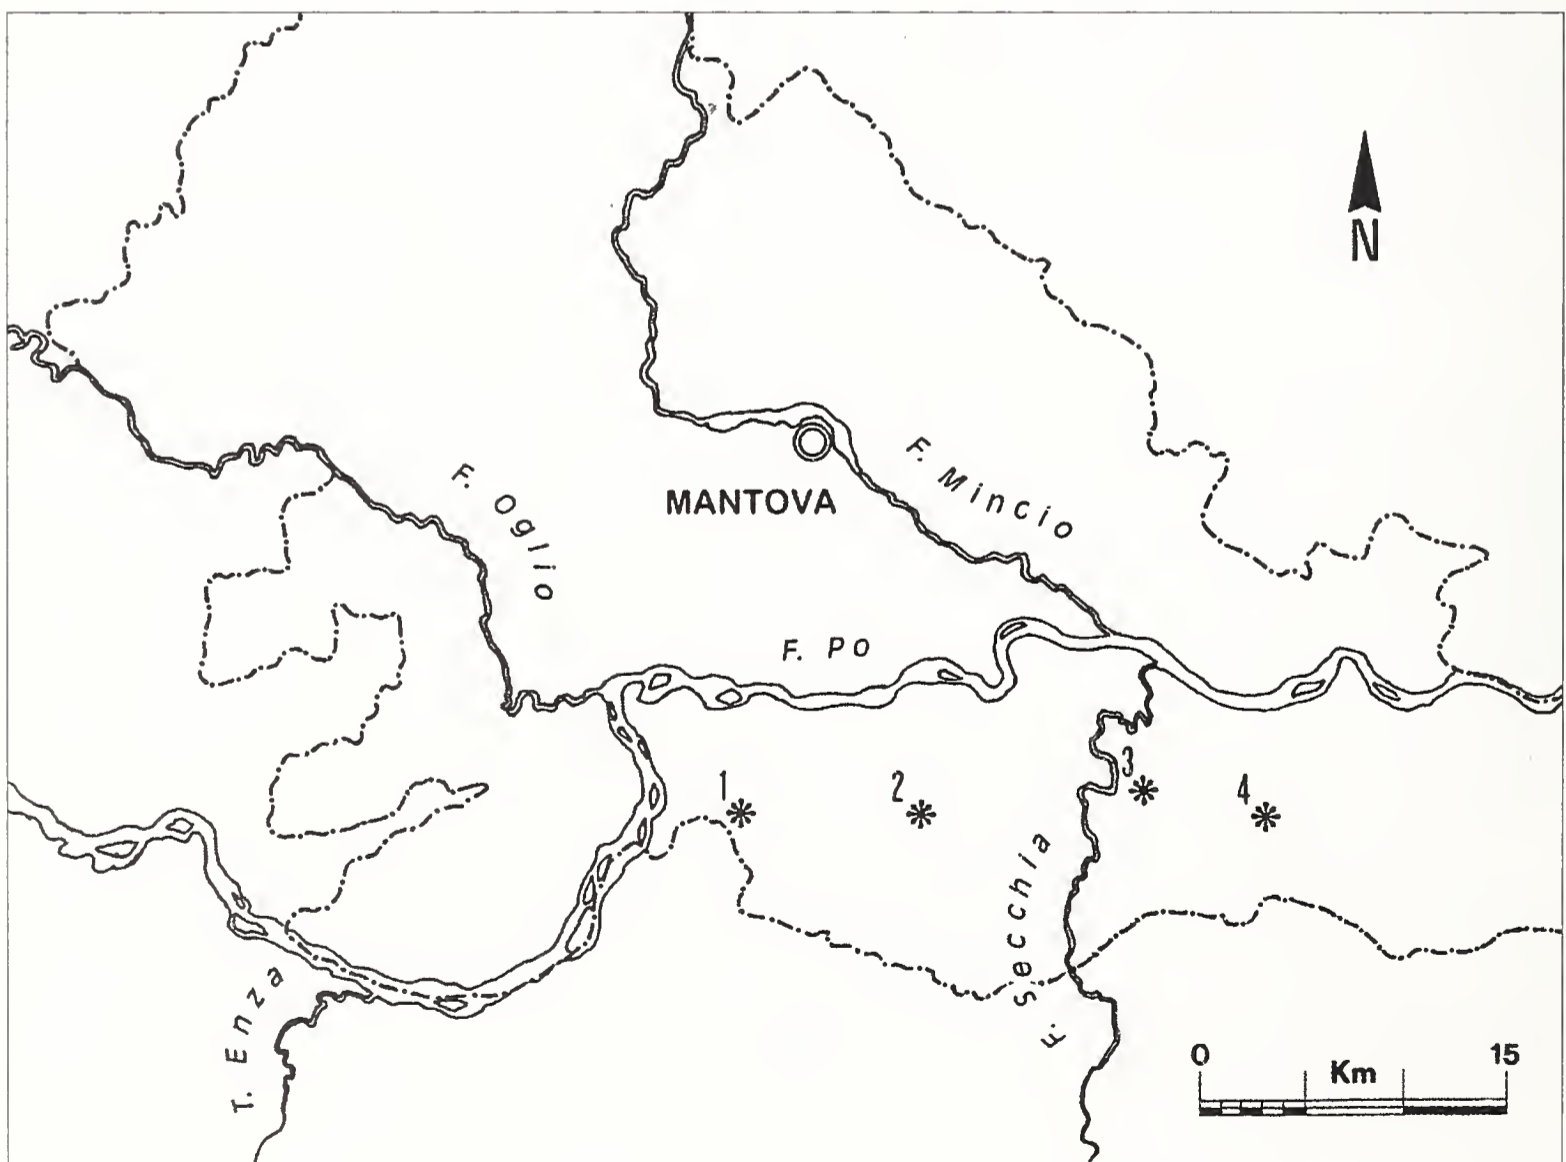 N
F. Oglio
MANTOVA
F. Mincio
F. Po
1
2
3
4
F. Secchia
T. Enza
0
15
Km